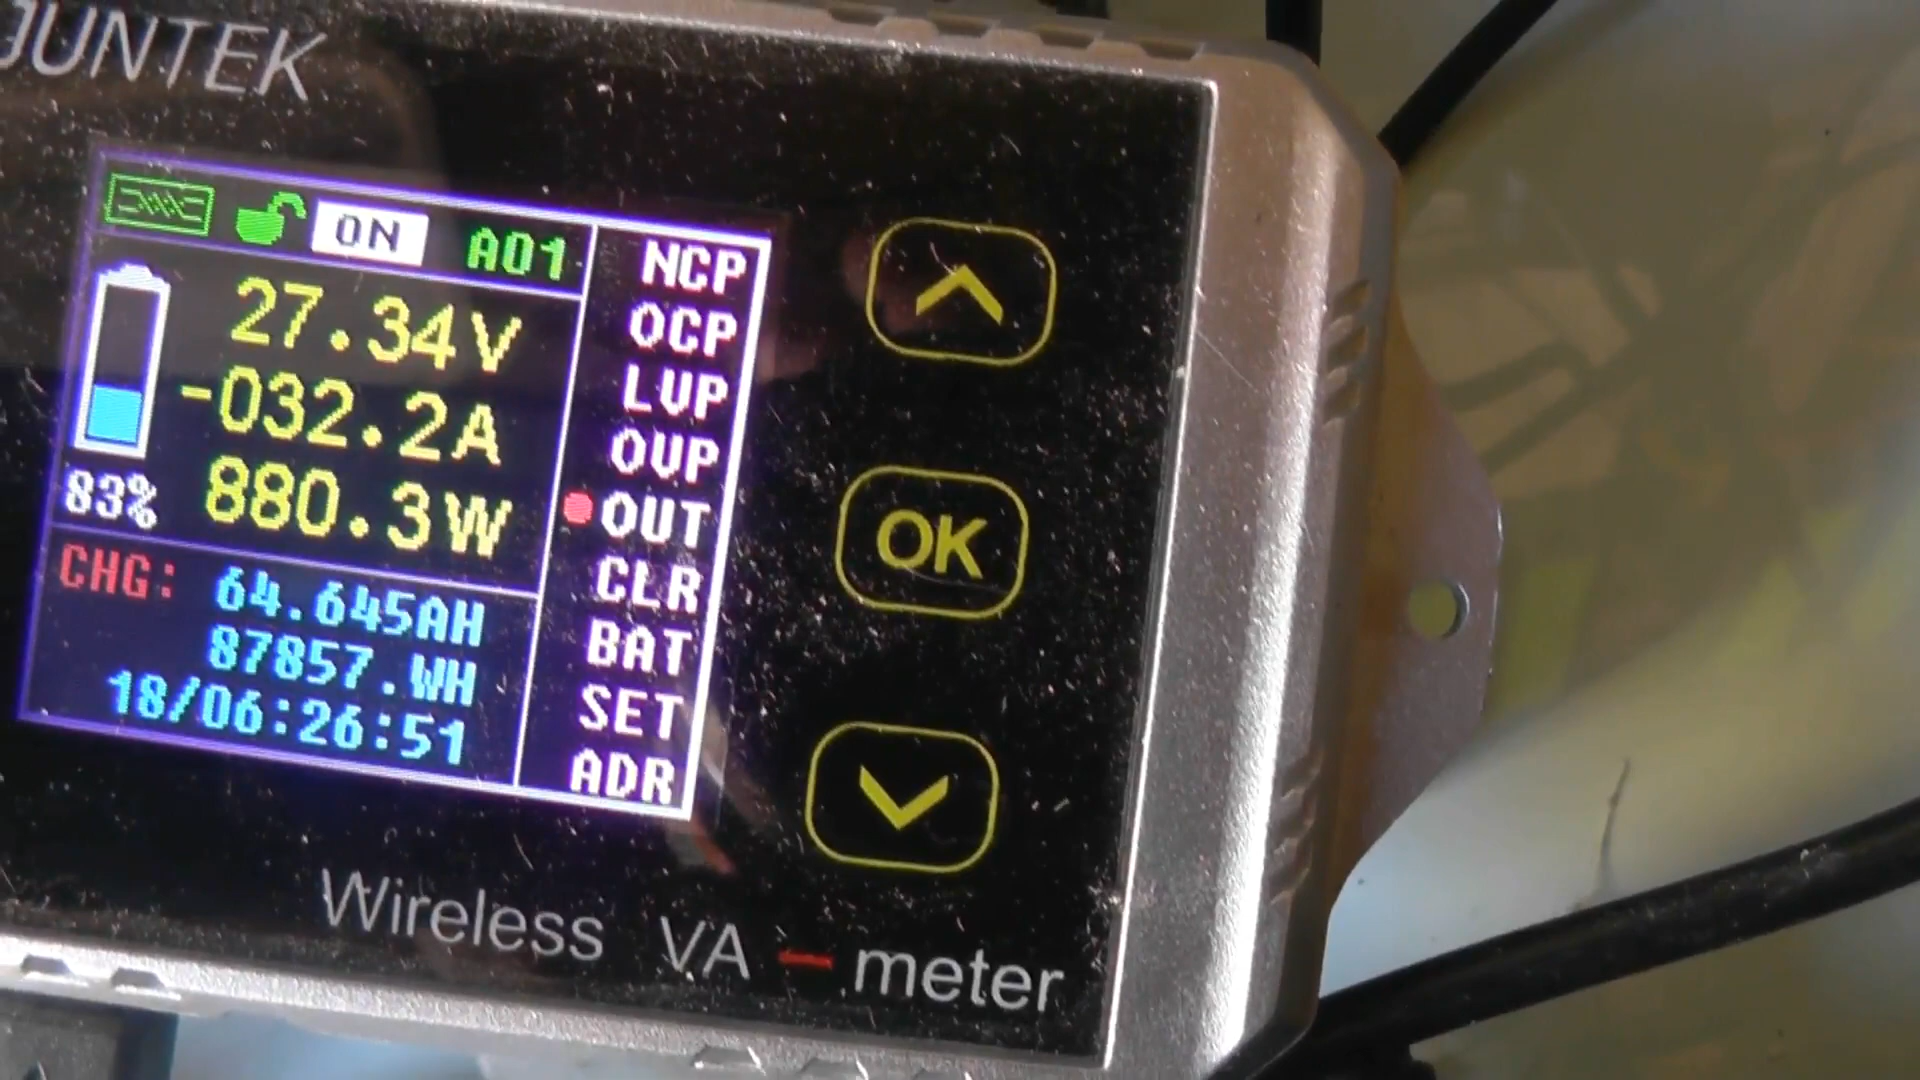 JUNTEK
ON A01
27.34V
-032.2A
83% 880.3W
CHG: 64.645AH
87857.WH
18/06:26:51
NCP
OCP
LVP
OVP
OUT
CLR
BAT
SET
ADR
OK
Wireless VA - meter